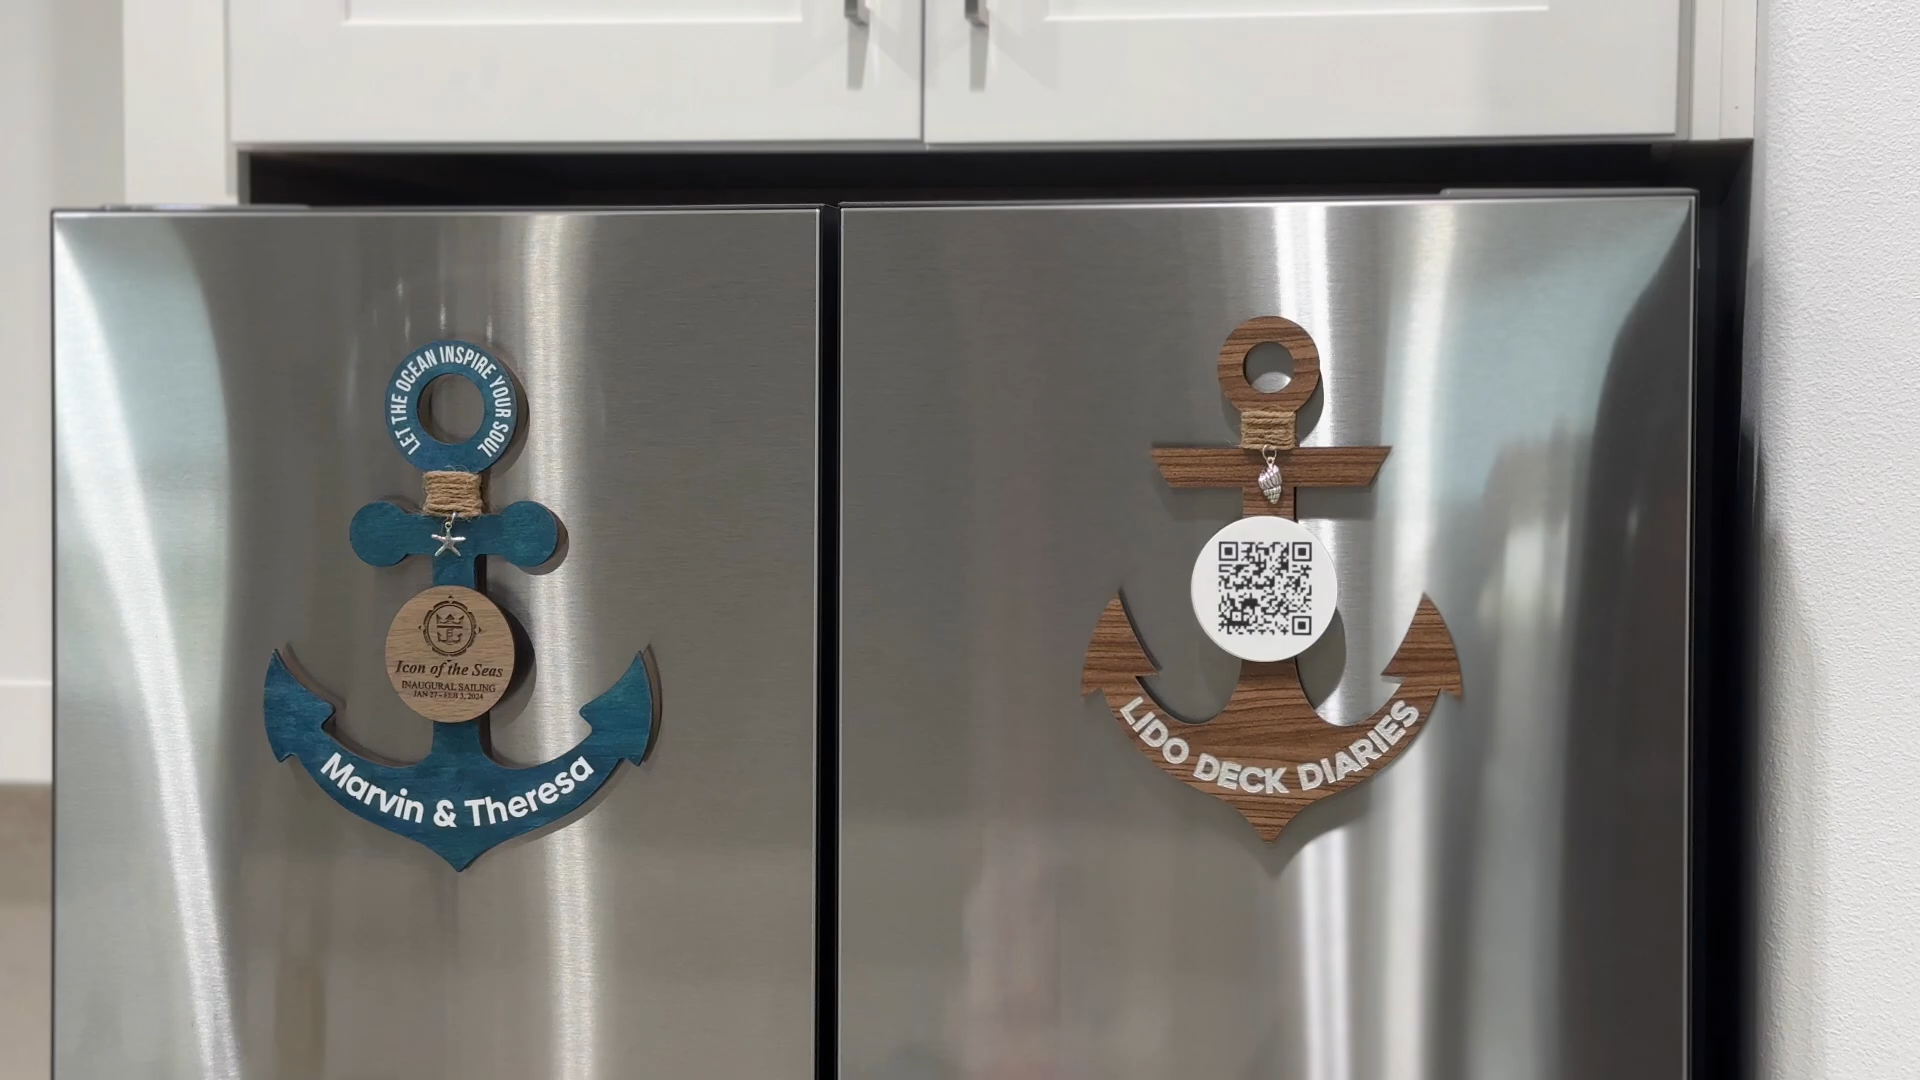 LET THE OCEAN INSPIRE YOUR SOUL
Icon of the Seas
INAUGURAL SAILING
JAN 27 - FEB 3, 2024
Marvin & Theresa
LIDO DECK DIARIES